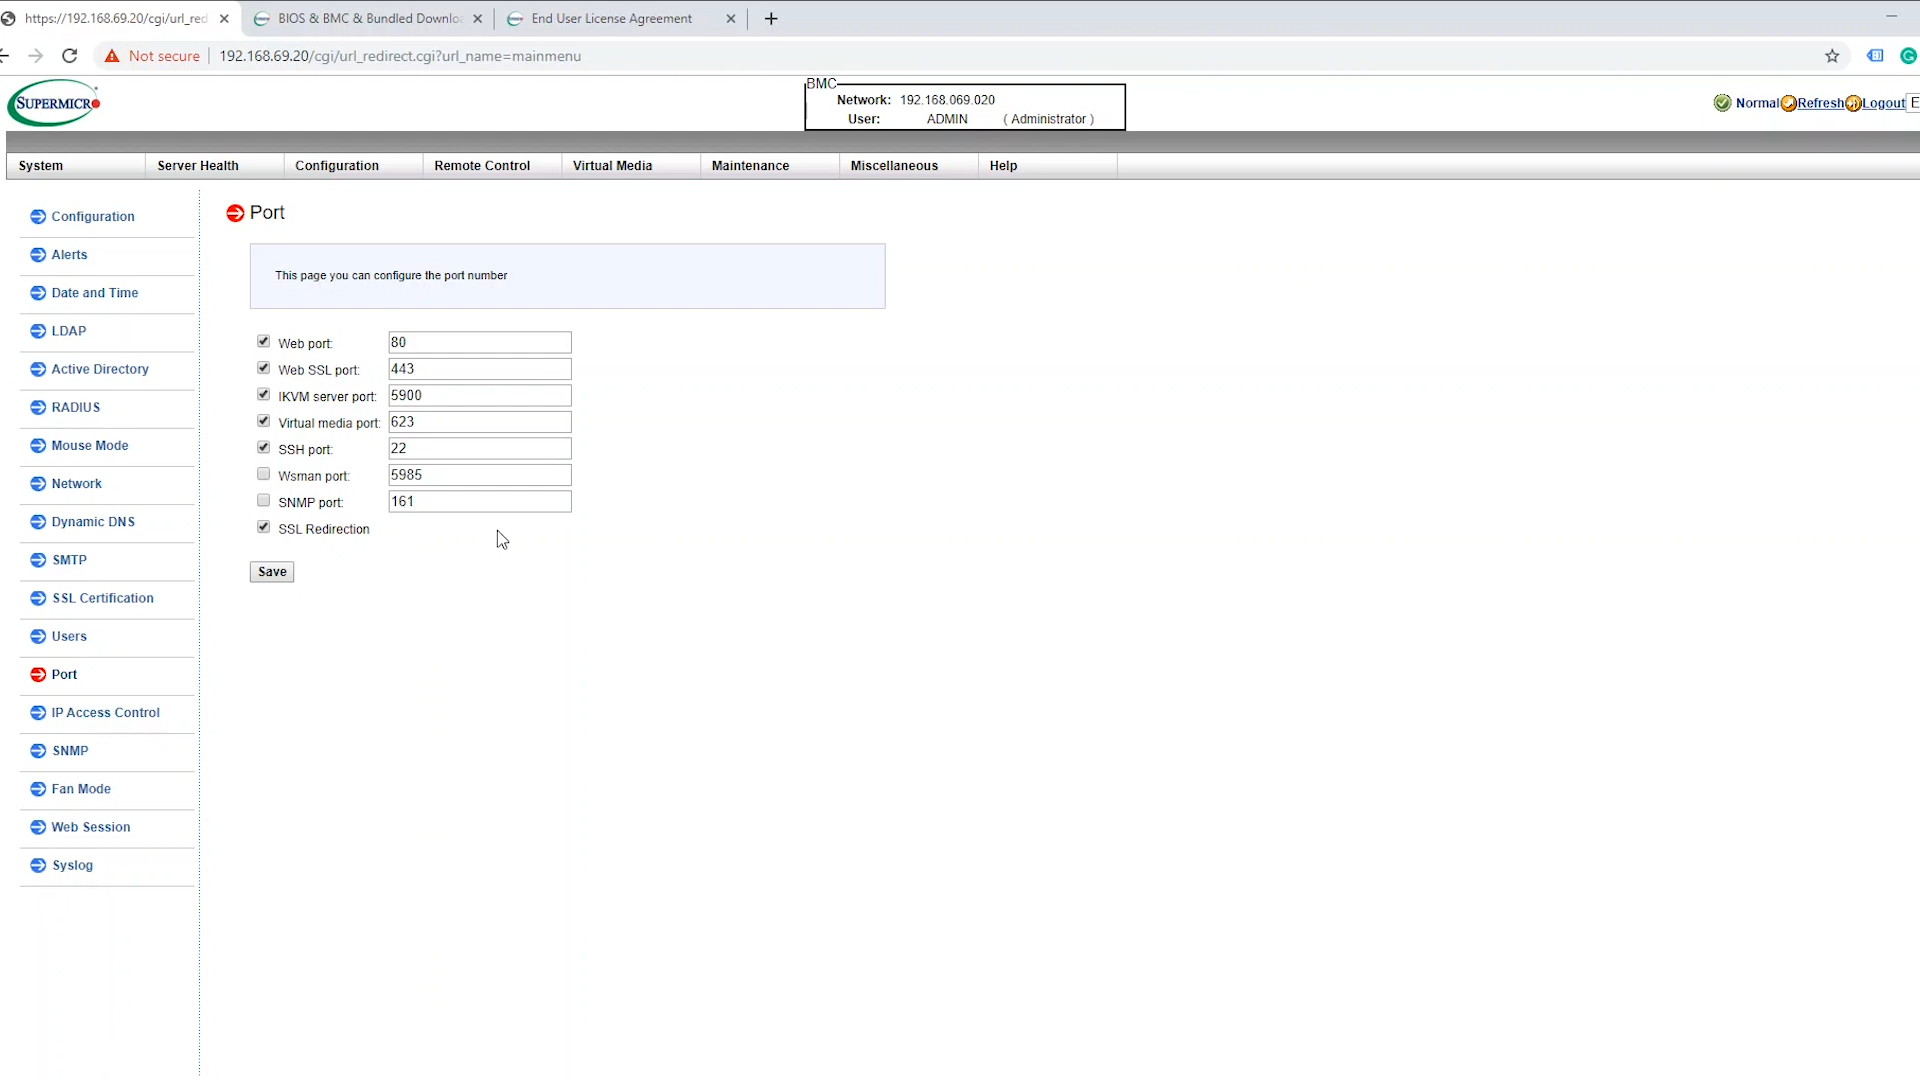 https://192.168.69.20/cgi/url_red
BIOS & BMC & Bundled Downlo
End User License Agreement
Not secure
192.168.69.20/cgi/url_redirect.cgi?url_name=mainmenu
SUPERMICRO
BMC
Network: 192.168.069.020
User: ADMIN ( Administrator )
Normal Refresh Logout E
System Server Health Configuration Remote Control Virtual Media Maintenance Miscellaneous Help
Configuration
Alerts
Date and Time
LDAP
Active Directory
RADIUS
Mouse Mode
Network
Dynamic DNS
SMTP
SSL Certification
Users
Port
IP Access Control
SNMP
Fan Mode
Web Session
Syslog
Port
This page you can configure the port number
Web port: 80
Web SSL port: 443
IKVM server port: 5900
Virtual media port: 623
SSH port: 22
Wsman port: 5985
SNMP port: 161
SSL Redirection
Save